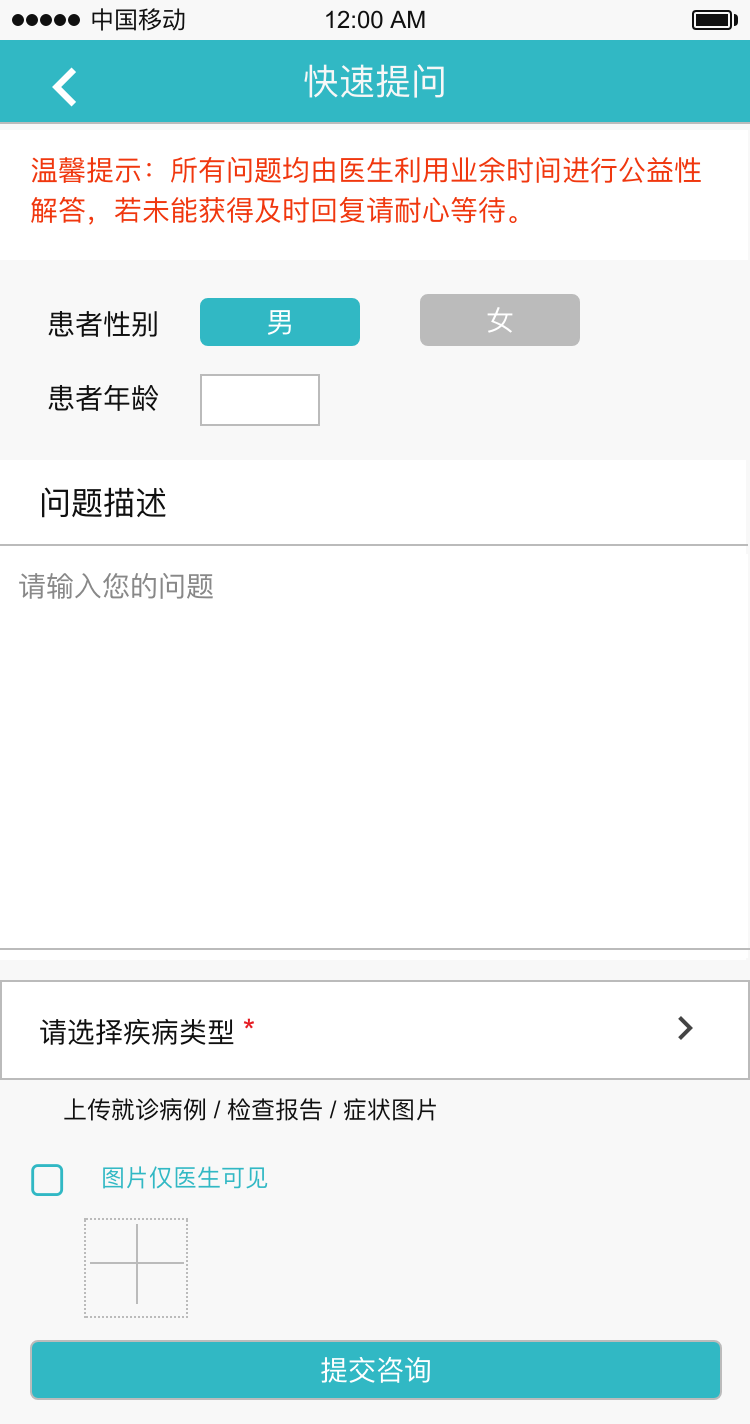 中国移动 12:00 AM
快速提问
温馨提示：所有问题均由医生利用业余时间进行公益性
解答，若未能获得及时回复请耐心等待。
患者性别 男 女
患者年龄
问题描述
请输入您的问题
请选择疾病类型 *
上传就诊病例 / 检查报告 / 症状图片
图片仅医生可见
提交咨询